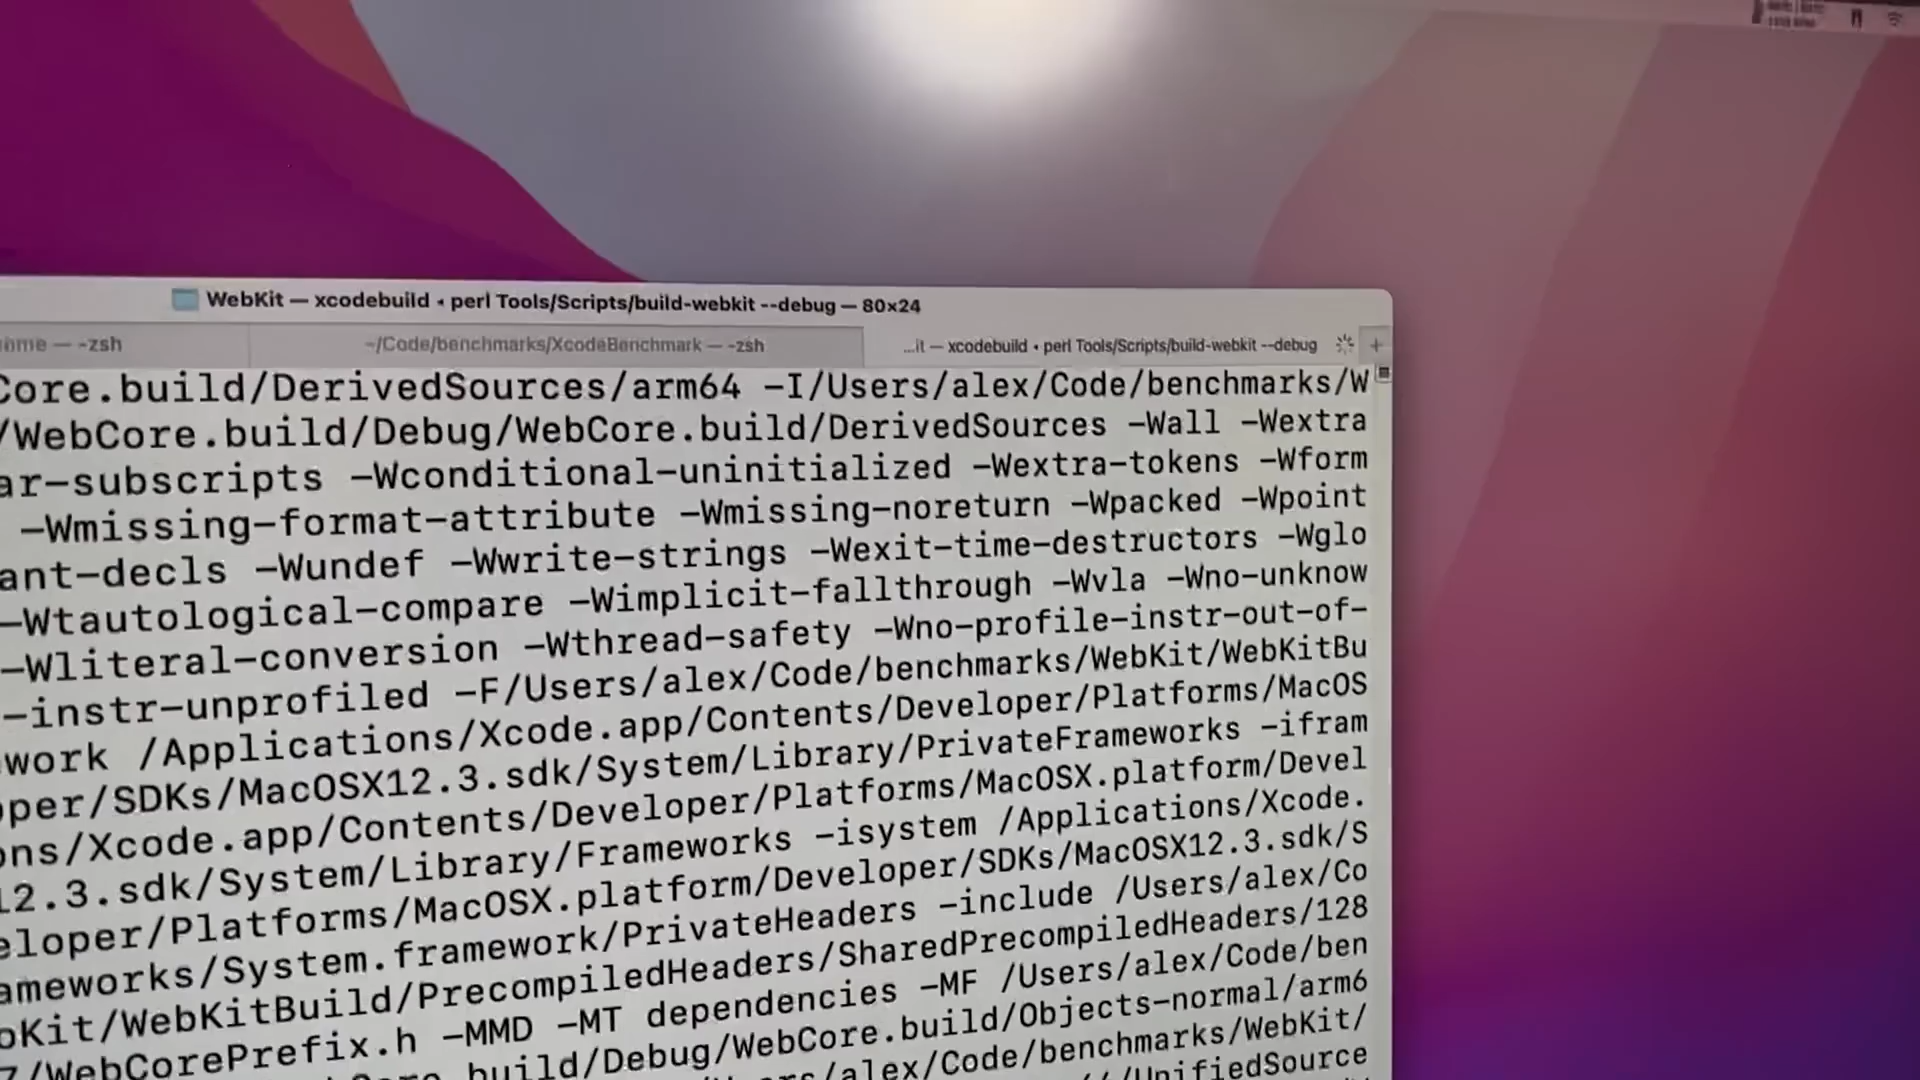 WebKit — xcodebuild ◂ perl Tools/Scripts/build-webkit --debug — 80×24
ome — -zsh
~/Code/benchmarks/XcodeBenchmark — -zsh
...it — xcodebuild ◂ perl Tools/Scripts/build-webkit --debug
+
Core.build/DerivedSources/arm64 -I/Users/alex/Code/benchmarks/W
/WebCore.build/Debug/WebCore.build/DerivedSources -Wall -Wextra
ar-subscripts -Wconditional-uninitialized -Wextra-tokens -Wform
-Wmissing-format-attribute -Wmissing-noreturn -Wpacked -Wpoint
ant-decls -Wundef -Wwrite-strings -Wexit-time-destructors -Wglo
-Wtautological-compare -Wimplicit-fallthrough -Wvla -Wno-unknow
-Wliteral-conversion -Wthread-safety -Wno-profile-instr-out-of-
-instr-unprofiled -F/Users/alex/Code/benchmarks/WebKit/WebKitBu
work /Applications/Xcode.app/Contents/Developer/Platforms/MacOS
per/SDKs/MacOSX12.3.sdk/System/Library/PrivateFrameworks -ifram
ons/Xcode.app/Contents/Developer/Platforms/MacOSX.platform/Devel
12.3.sdk/System/Library/Frameworks -isystem /Applications/Xcode.
eloper/Platforms/MacOSX.platform/Developer/SDKs/MacOSX12.3.sdk/S
ameworks/System.framework/PrivateHeaders -include /Users/alex/Co
bKit/WebKitBuild/PrecompiledHeaders/SharedPrecompiledHeaders/128
7/WebCorePrefix.h -MMD -MT dependencies -MF /Users/alex/Code/ben
build/Debug/WebCore.build/Objects-normal/arm6
/alex/Code/benchmarks/WebKit/
/UnifiedSource